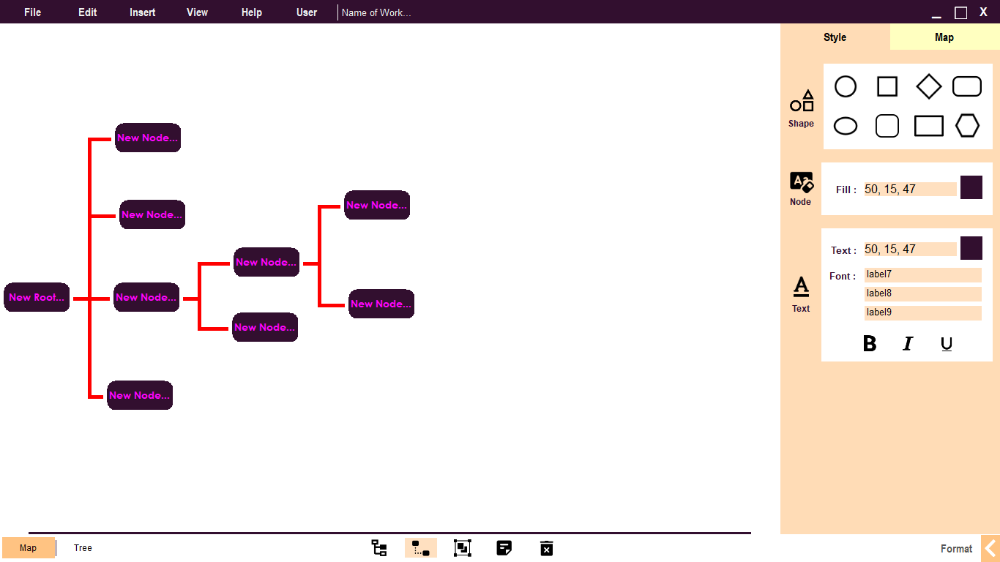 File Edit Insert View Help User Name of Work... X
Style Map
Shape
Node
Fill : 50, 15, 47
Text : 50, 15, 47
Font : label7
label8
label9
Text
B I U
New Node...
New Node...
New Node...
New Node...
New Root... New Node...
New Node...
New Node...
New Node...
Map Tree
Format